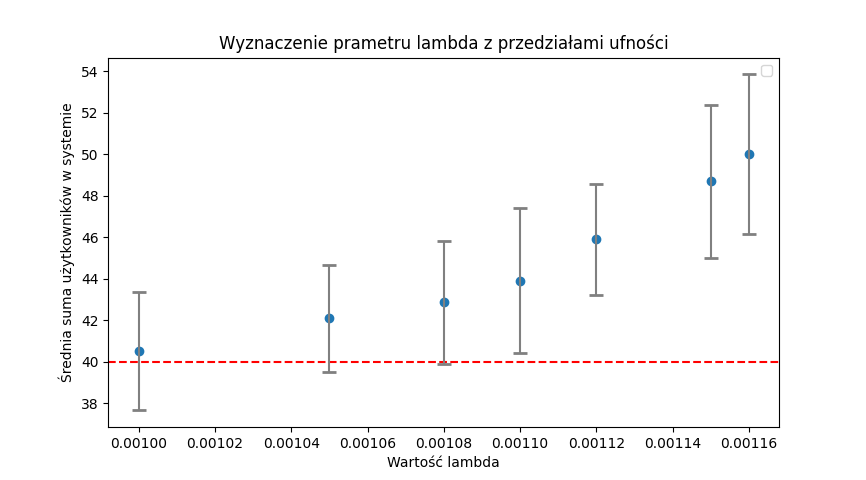 Wyznaczenie prametru lambda z przedziałami ufności
Średnia suma użytkowników w systemie
54
52
50
48
46
44
42
40
38
0.00100 0.00102 0.00104 0.00106 0.00108 0.00110 0.00112 0.00114 0.00116
Wartość lambda